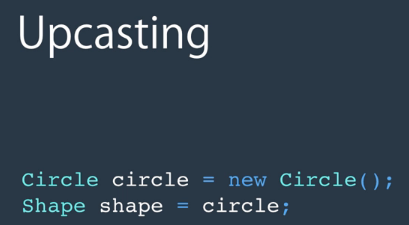 Upcasting
Circle circle = new Circle();
Shape shape = circle;